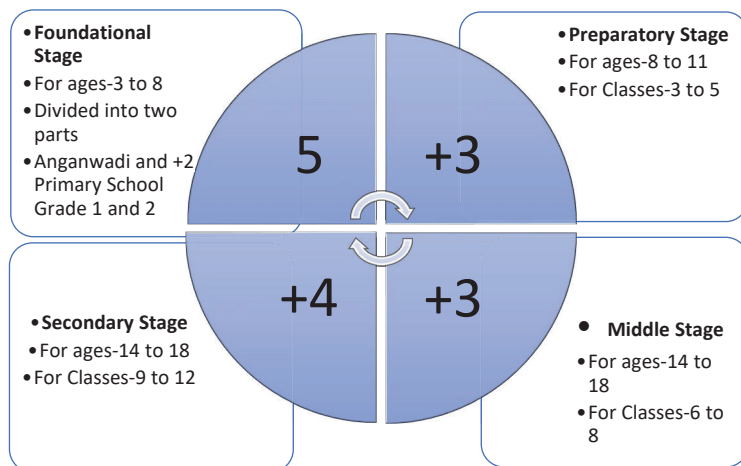 •Foundational
Stage
•For ages-3 to 8
•Divided into two
parts
•Anganwadi and +2
Primary School
Grade 1 and 2
5
+3
•Preparatory Stage
•For ages-8 to 11
•For Classes-3 to 5
+4
•Secondary Stage
•For ages-14 to 18
•For Classes-9 to 12
+3
• Middle Stage
•For ages-14 to
18
•For Classes-6 to
8